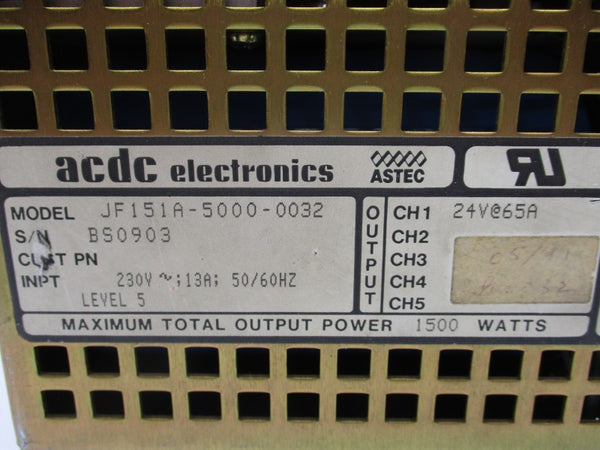 acdc electronics ASTEC RU
MODEL JF151A-5000-0032
S/N BS0903
CUST PN
INPT 230V ~;13A; 50/60HZ
LEVEL 5
OUTPUT
CH1 24V@65A
CH2
CH3
CH4
CH5
MAXIMUM TOTAL OUTPUT POWER 1500 WATTS